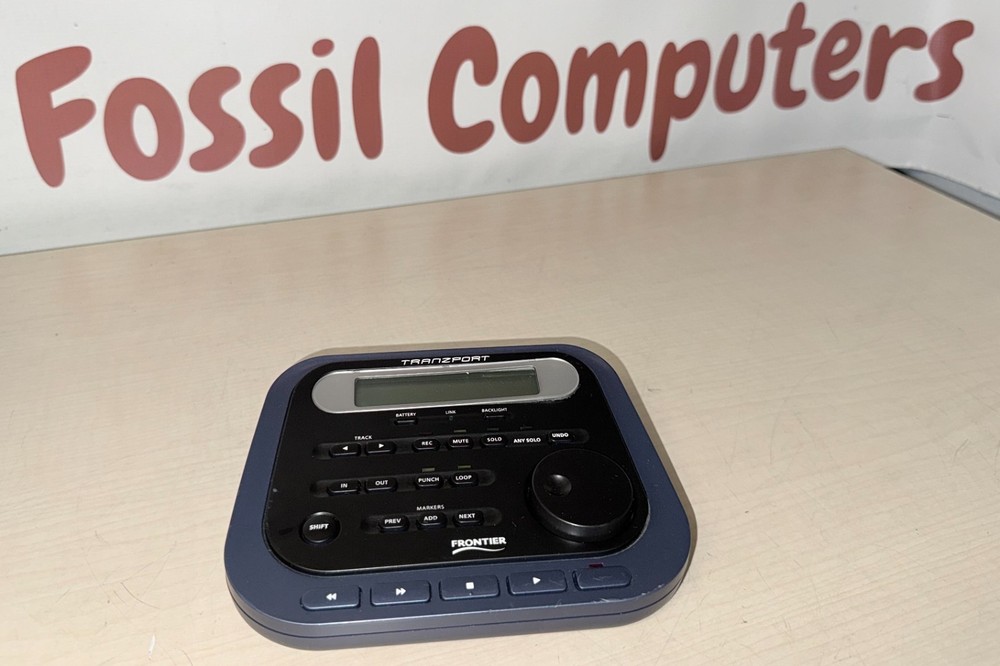 Fossil Computers
TRANZPORT
BATTERY LINK BACKLIGHT
TRACK
REC MUTE SOLO ANY SOLO UNDO
IN OUT PUNCH LOOP
MARKERS
SHIFT PREV ADD NEXT
FRONTIER